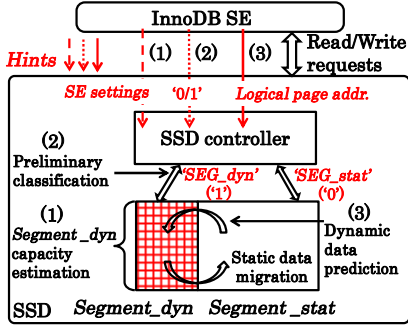 InnoDB SE
Hints
(1)
(2)
(3)
Read/Write
requests
SE settings
‘0/1’
Logical page addr.
SSD controller
(2)
Preliminary
classification
‘SEG_dyn’
(‘1’)
‘SEG_stat’
(‘0’)
(1)
Segment_dyn
capacity
estimation
(3)
Dynamic
data
prediction
Static data
migration
SSD
Segment_dyn
Segment_stat